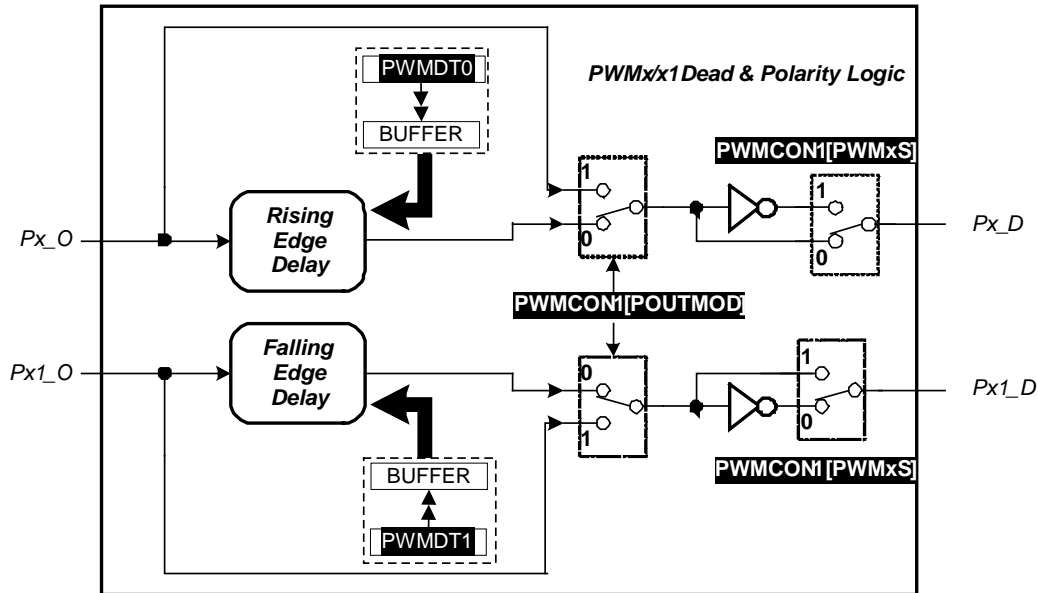 PWMDT0
BUFFER
PWMx/x1Dead & Polarity Logic
PWMCON1[PWMxS]
1
0
1
0
Rising
Edge
Delay
Px_O
Px_D
PWMCON1[POUTMOD]
Falling
Edge
Delay
Px1_O
0
1
1
0
Px1_D
BUFFER
PWMDT1
PWMCON1[PWMxS]